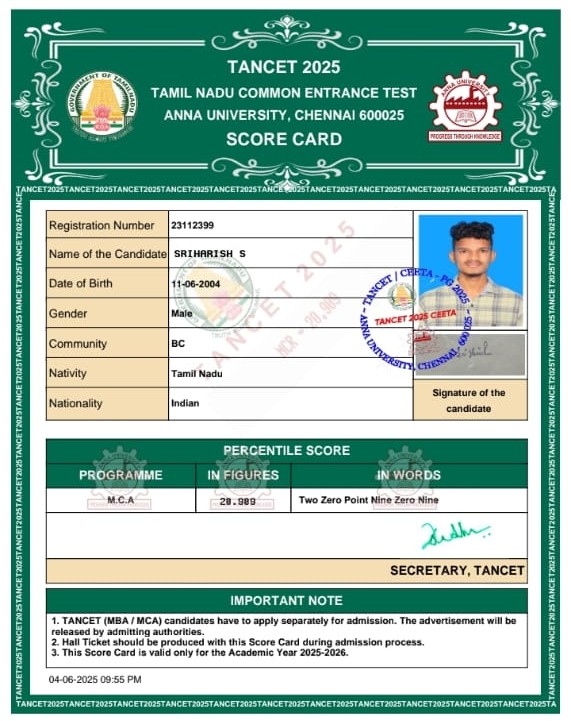 TANCET 2025
TAMIL NADU COMMON ENTRANCE TEST
ANNA UNIVERSITY, CHENNAI 600025
SCORE CARD
GOVERNMENT OF TAMILNADU
ANNA UNIVERSITY
PROGRESS THROUGH KNOWLEDGE
TANCET2025TANCET2025TANCET2025TANCET2025TANCET2025TANCET2025TANCET2025TANCET2025TANCET2025TA
Registration Number 23112399
Name of the Candidate SRIHARISH S
Date of Birth 11-06-2004
Gender Male
Community BC
Nativity Tamil Nadu
Nationality Indian
TANCET 2025
MCR - 20.909
TANCET / CEETA - PG 2025
TANCET 2025 CEETA
ANNA UNIVERSITY, CHENNAI - 600 025
Signature of the
candidate
PERCENTILE SCORE
PROGRAMME IN FIGURES IN WORDS
M.C.A 20.909 Two Zero Point Nine Zero Nine
SECRETARY, TANCET
IMPORTANT NOTE
1. TANCET (MBA / MCA) candidates have to apply separately for admission. The advertisement will be
released by admitting authorities.
2. Hall Ticket should be produced with this Score Card during admission process.
3. This Score Card is valid only for the Academic Year 2025-2026.
04-06-2025 09:55 PM
TANCET2025TANCET2025TANCET2025TANCET2025TANCET2025TANCET2025TANCET2025TANCET2025TANCET2025TA